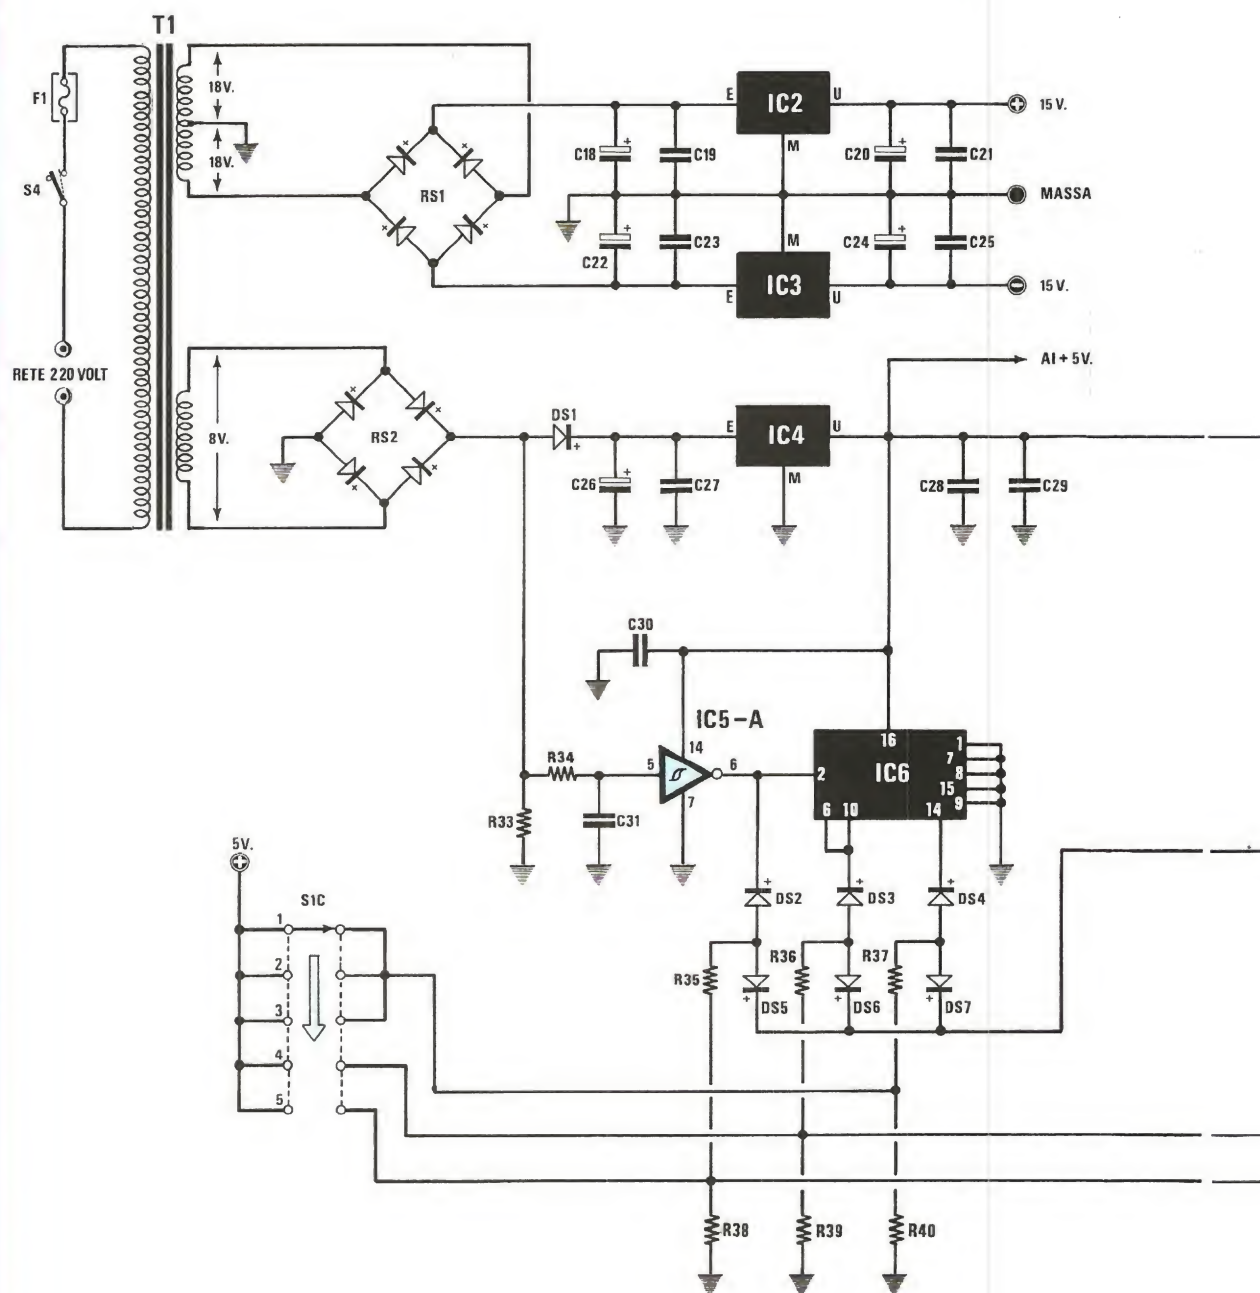 T1
F1
18V.
18V.
S4
RETE 220 VOLT
RS1
C18
C19
E
IC2
U
M
C20
C21
15 V.
MASSA
C22
C23
M
E
IC3
U
C24
C25
15 V.
AI + 5V.
8V.
RS2
DS1
C26
C27
E
IC4
U
M
C28
C29
C30
IC5-A
R34
5
14
6
7
R33
C31
16
1
7
8
15
9
2
IC6
6
10
14
5V.
S1C
1
2
3
4
5
DS2
DS3
DS4
R35
R36
R37
DS5
DS6
DS7
R38
R39
R40